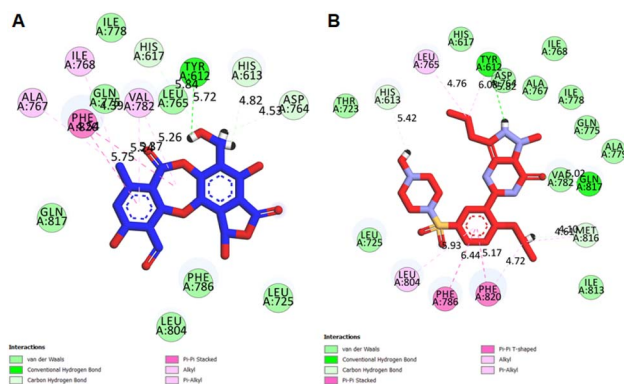 A
ILE
A:778
ILE
A:768
HIS
A:617
TYR
A:612
HIS
A:613
ASP
A:764
ALA
A:767
GLN
VAL
A:782
LEU
A:765
PHE
5.84
5.72
4.82
4.53
5.26
5.75
GLN
A:817
PHE
A:786
LEU
A:725
LEU
A:804
Interactions
van der Waals
Conventional Hydrogen Bond
Carbon Hydrogen Bond
Pi-Pi Stacked
Alkyl
Pi-Alkyl
B
HIS
A:617
TYR
A:612
ILE
A:768
LEU
A:765
ASP
ALA
A:767
ILE
A:778
THR
A:723
HIS
A:613
GLN
A:775
ALA
A:779
4.76
5.42
VAL
A:782
5.02
GLN
A:817
MET
A:816
LEU
A:725
5.93
6.44
5.17
4.72
LEU
A:804
PHE
A:786
PHE
A:820
ILE
A:813
Interactions
van der Waals
Conventional Hydrogen Bond
Carbon Hydrogen Bond
Pi-Pi Stacked
Pi-Pi T-shaped
Alkyl
Pi-Alkyl